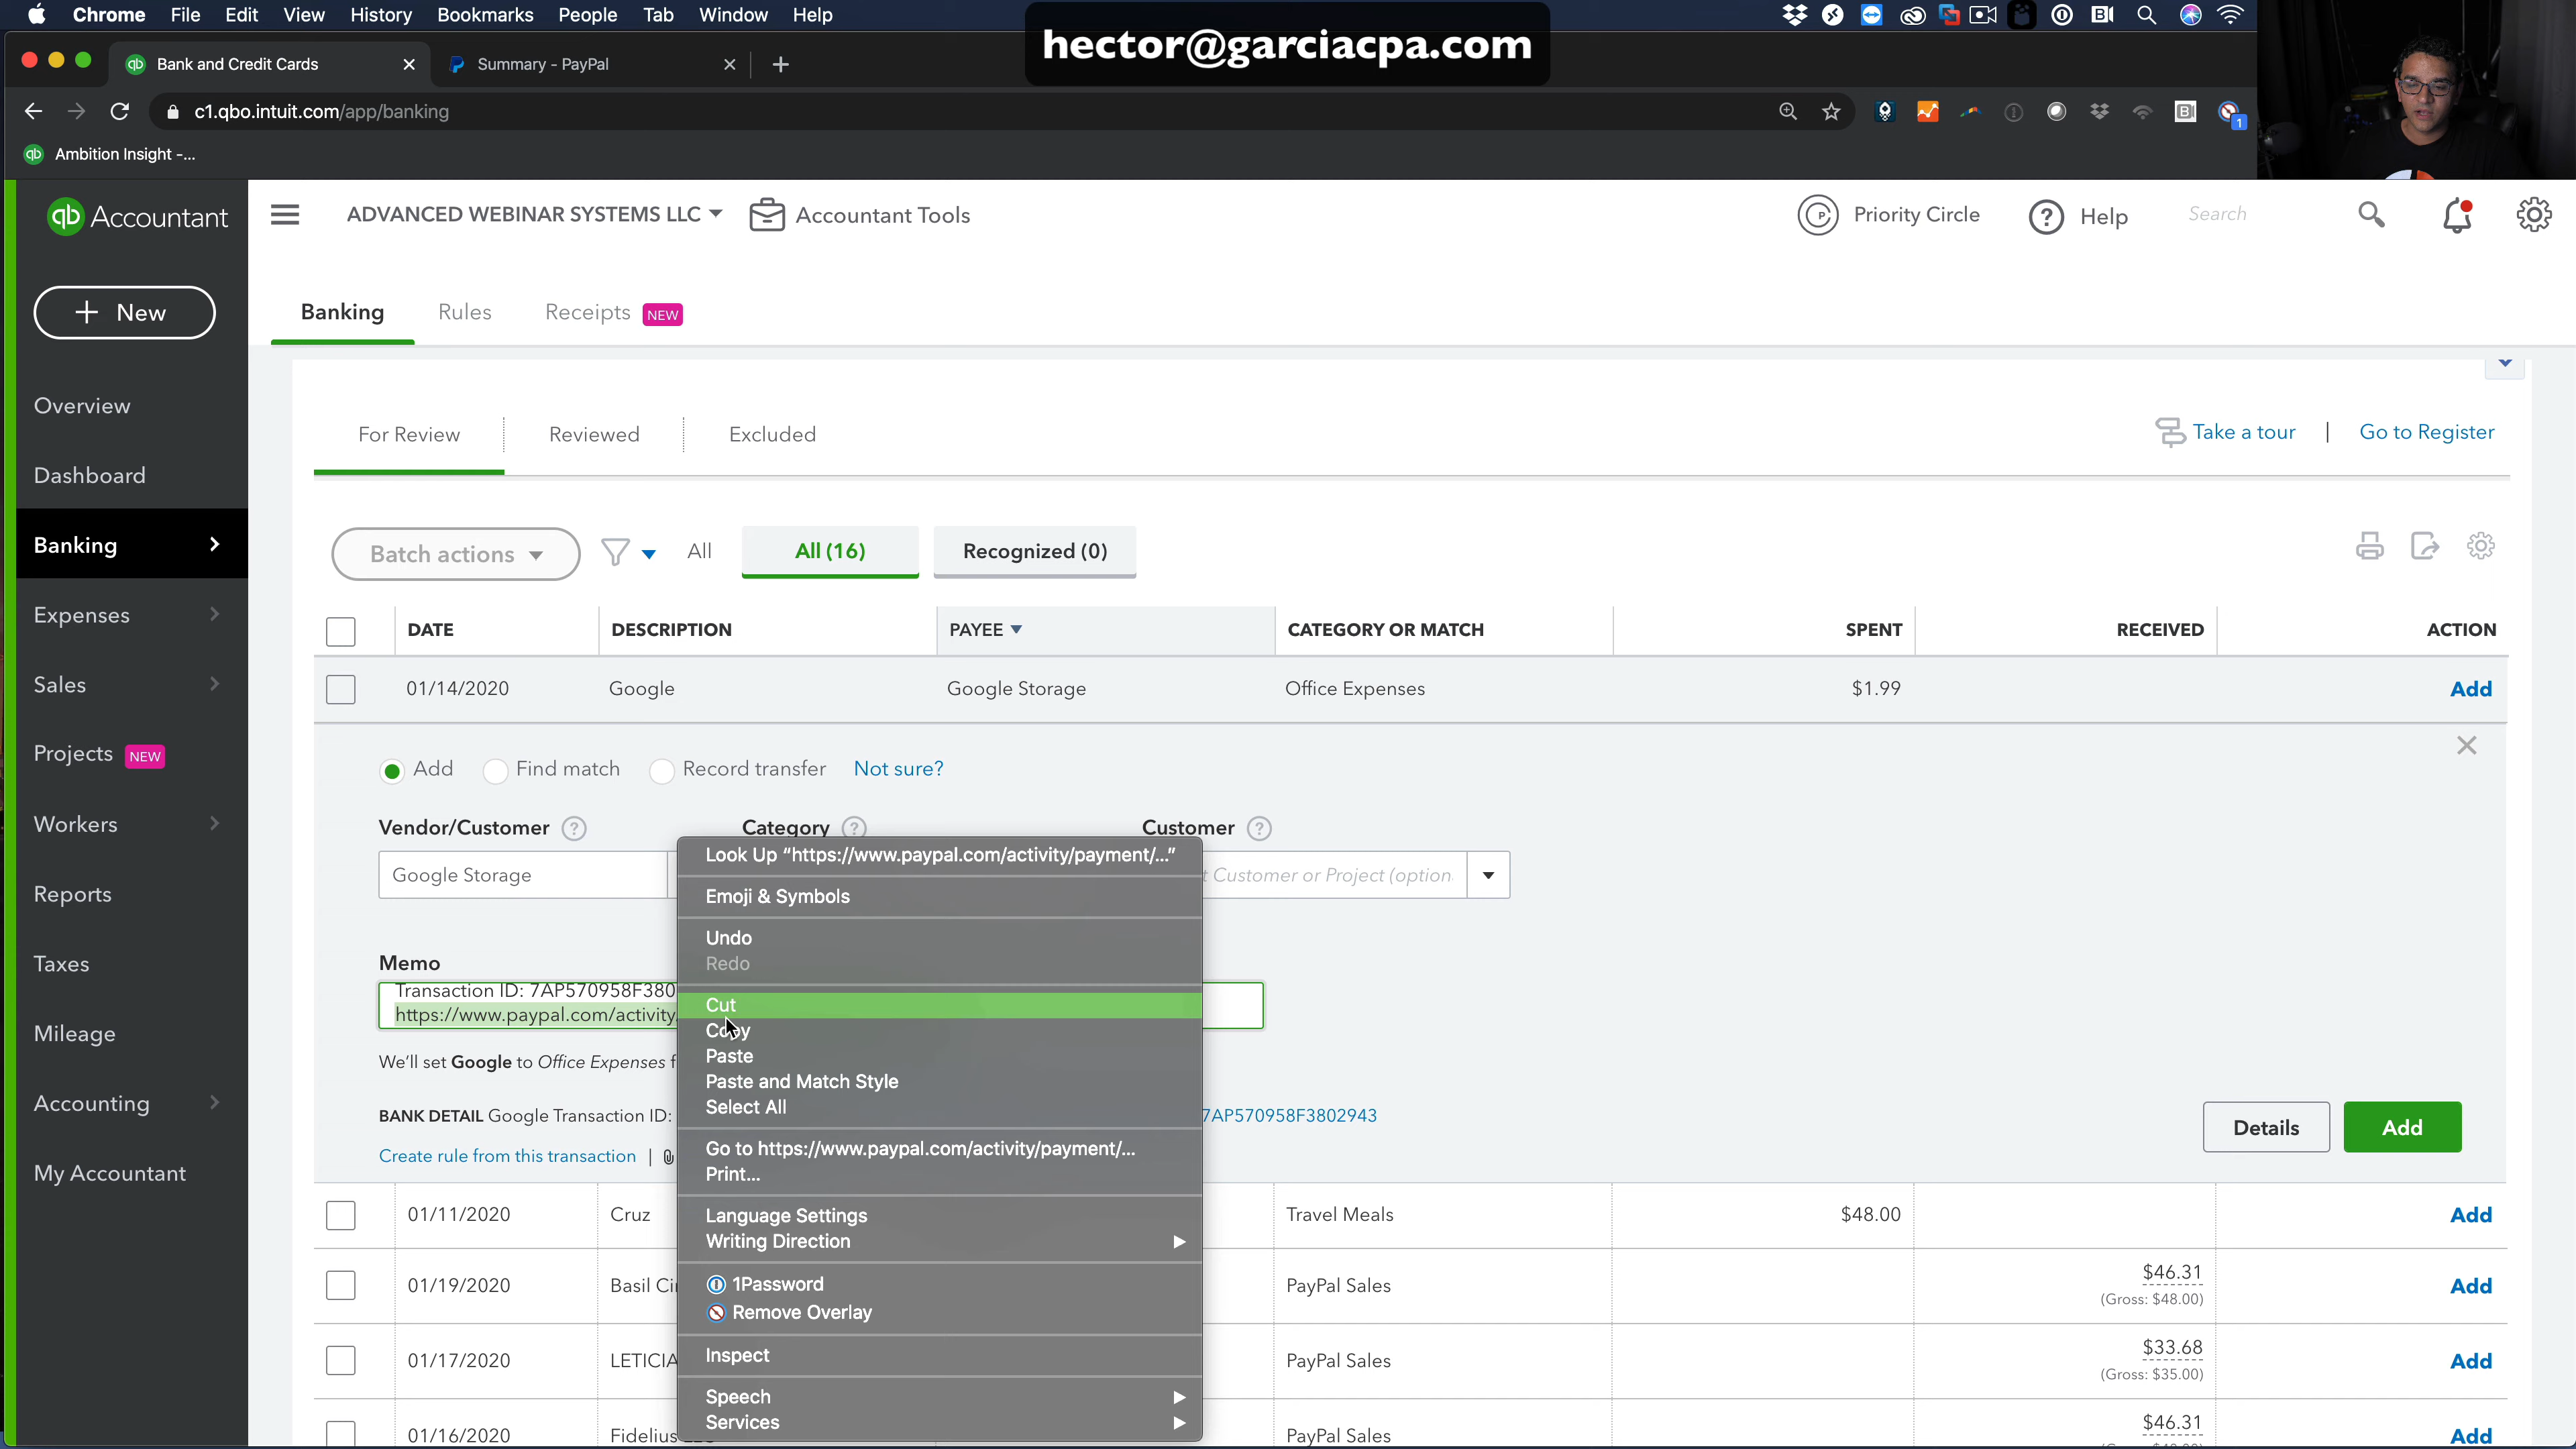 Chrome File Edit View History Bookmarks People Tab Window Help
hector@garciacpa.com
Bank and Credit Cards
Summary - PayPal
c1.qbo.intuit.com/app/banking
Ambition Insight -...
Accountant
ADVANCED WEBINAR SYSTEMS LLC
Accountant Tools
Priority Circle
Help
Search
+ New
Banking Rules Receipts NEW
Overview
Dashboard
Banking
Expenses
Sales
Projects NEW
Workers
Reports
Taxes
Mileage
Accounting
My Accountant
For Review Reviewed Excluded
Take a tour | Go to Register
Batch actions All All (16) Recognized (0)
DATE DESCRIPTION PAYEE CATEGORY OR MATCH SPENT RECEIVED ACTION
01/14/2020 Google Google Storage Office Expenses $1.99 Add
Add Find match Record transfer Not sure?
Vendor/Customer Category Customer
Google Storage
Customer or Project (option
Memo
Transaction ID: 7AP570958F380
https://www.paypal.com/activity
We'll set Google to Office Expenses f
BANK DETAIL Google Transaction ID: 7AP570958F3802943
Create rule from this transaction |
Details Add
Look Up "https://www.paypal.com/activity/payment/..."
Emoji & Symbols
Undo
Redo
Cut
Copy
Paste
Paste and Match Style
Select All
Go to https://www.paypal.com/activity/payment/...
Print...
Language Settings
Writing Direction
1Password
Remove Overlay
Inspect
Speech
Services
01/11/2020 Cruz Travel Meals $48.00 Add
01/19/2020 Basil Ci PayPal Sales $46.31 Add
(Gross: $48.00)
01/17/2020 LETICIA PayPal Sales $33.68 Add
(Gross: $35.00)
01/16/2020 Fidelius PayPal Sales $46.31 Add